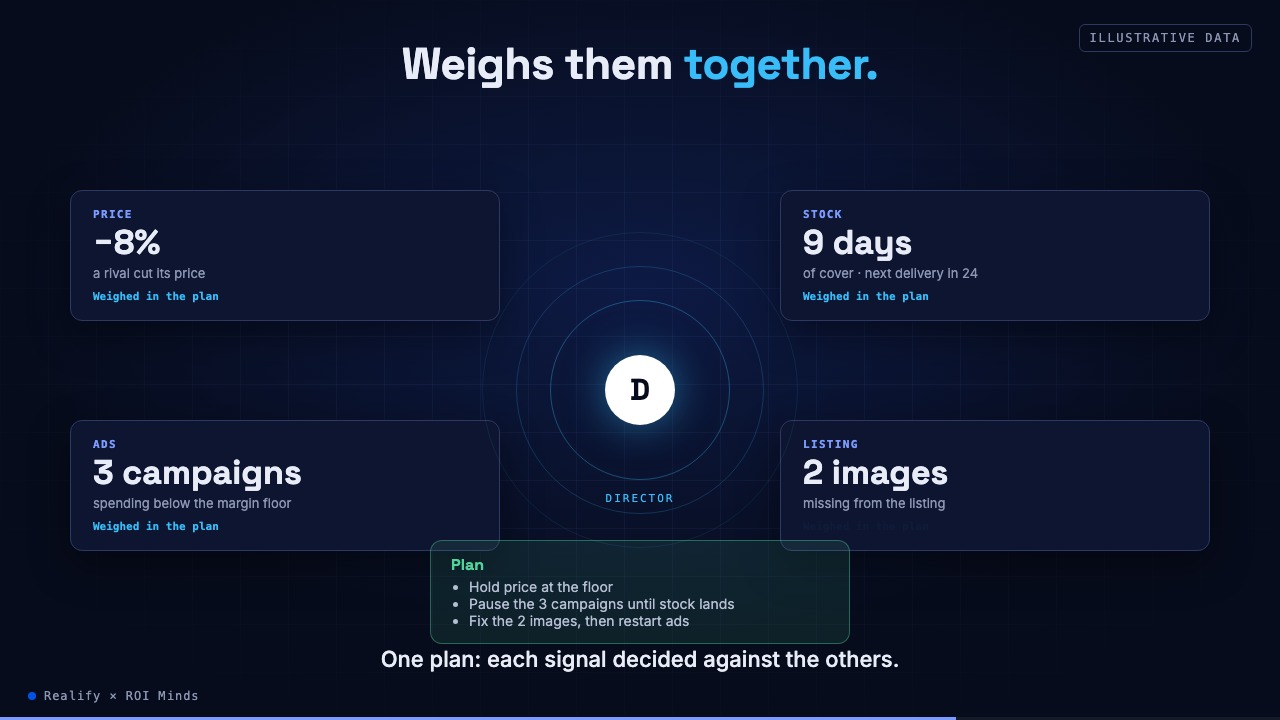 Weighs them together.
ILLUSTRATIVE DATA
PRICE
−8%
a rival cut its price
Weighed in the plan
STOCK
9 days
of cover · next delivery in 24
Weighed in the plan
ADS
3 campaigns
spending below the margin floor
Weighed in the plan
LISTING
2 images
missing from the listing
Weighed in the plan
D
DIRECTOR
Plan
• Hold price at the floor
• Pause the 3 campaigns until stock lands
• Fix the 2 images, then restart ads
One plan: each signal decided against the others.
Realify × ROI Minds